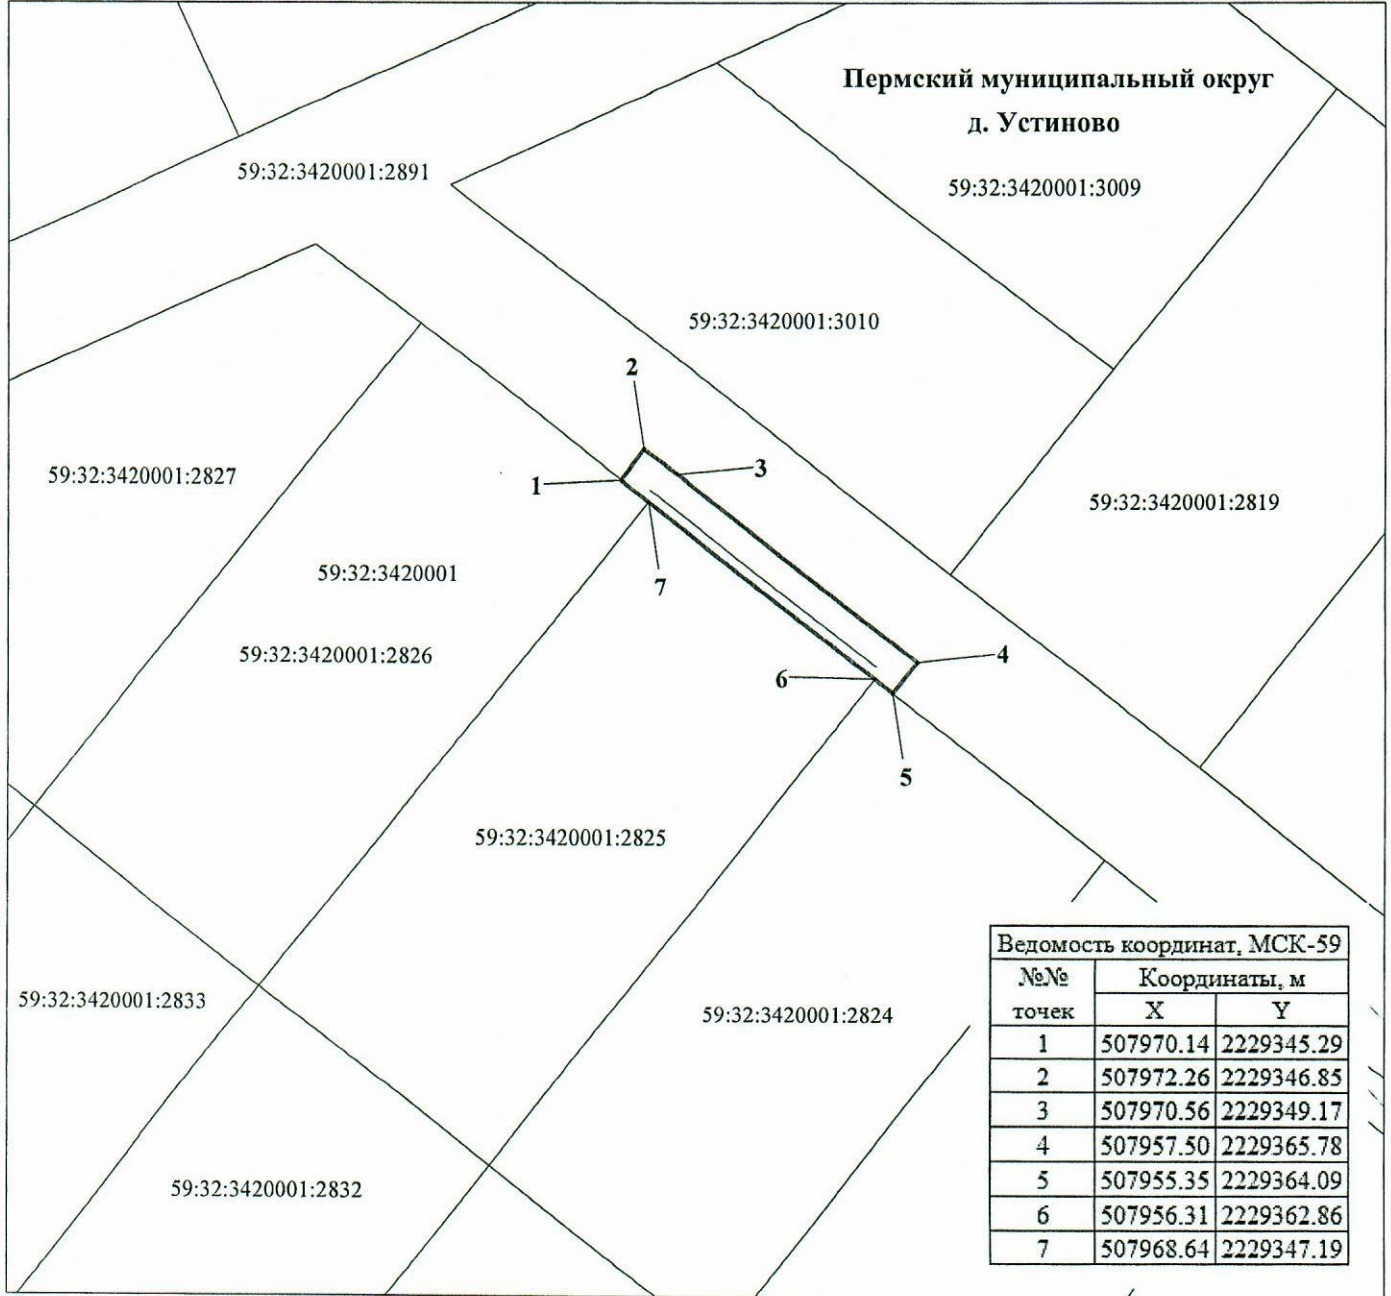 Пермский муниципальный округ
д. Устиново
59:32:3420001:2891
59:32:3420001:3009
59:32:3420001:3010
2
3
1
59:32:3420001:2827
59:32:3420001:2819
59:32:3420001
7
59:32:3420001:2826
4
6
5
59:32:3420001:2825
59:32:3420001:2833
59:32:3420001:2824
59:32:3420001:2832
Ведомость координат, МСК-59
№№ точек Координаты, м
X Y
1 507970.14 2229345.29
2 507972.26 2229346.85
3 507970.56 2229349.17
4 507957.50 2229365.78
5 507955.35 2229364.09
6 507956.31 2229362.86
7 507968.64 2229347.19